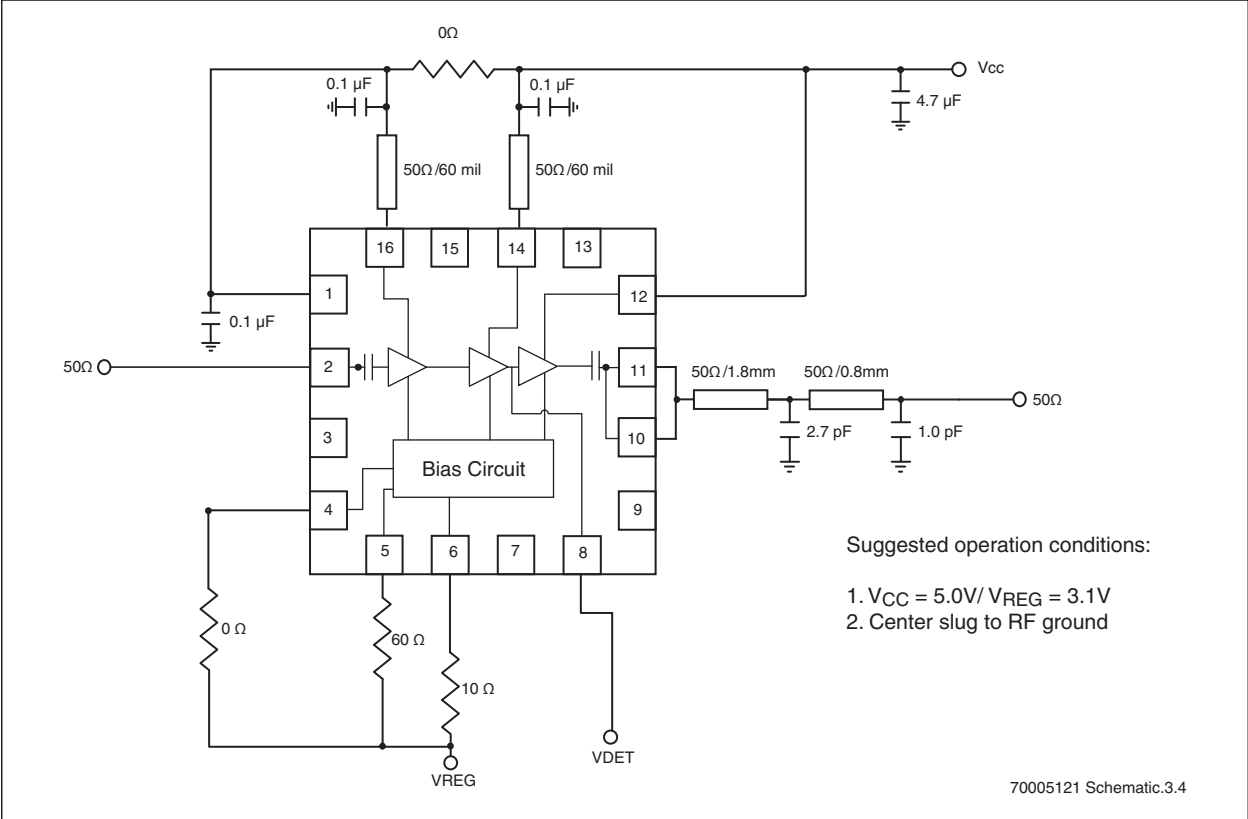 0Ω
Vcc
0.1 µF
0.1 µF
4.7 µF
50Ω/60 mil
50Ω/60 mil
16
15
14
13
1
12
0.1 µF
50Ω
2
11
50Ω/1.8mm
50Ω/0.8mm
50Ω
3
10
2.7 pF
1.0 pF
Bias Circuit
4
9
5
6
7
8
Suggested operation conditions:
1. VCC = 5.0V/ VREG = 3.1V
2. Center slug to RF ground
0 Ω
60 Ω
10 Ω
VDET
VREG
70005121 Schematic.3.4